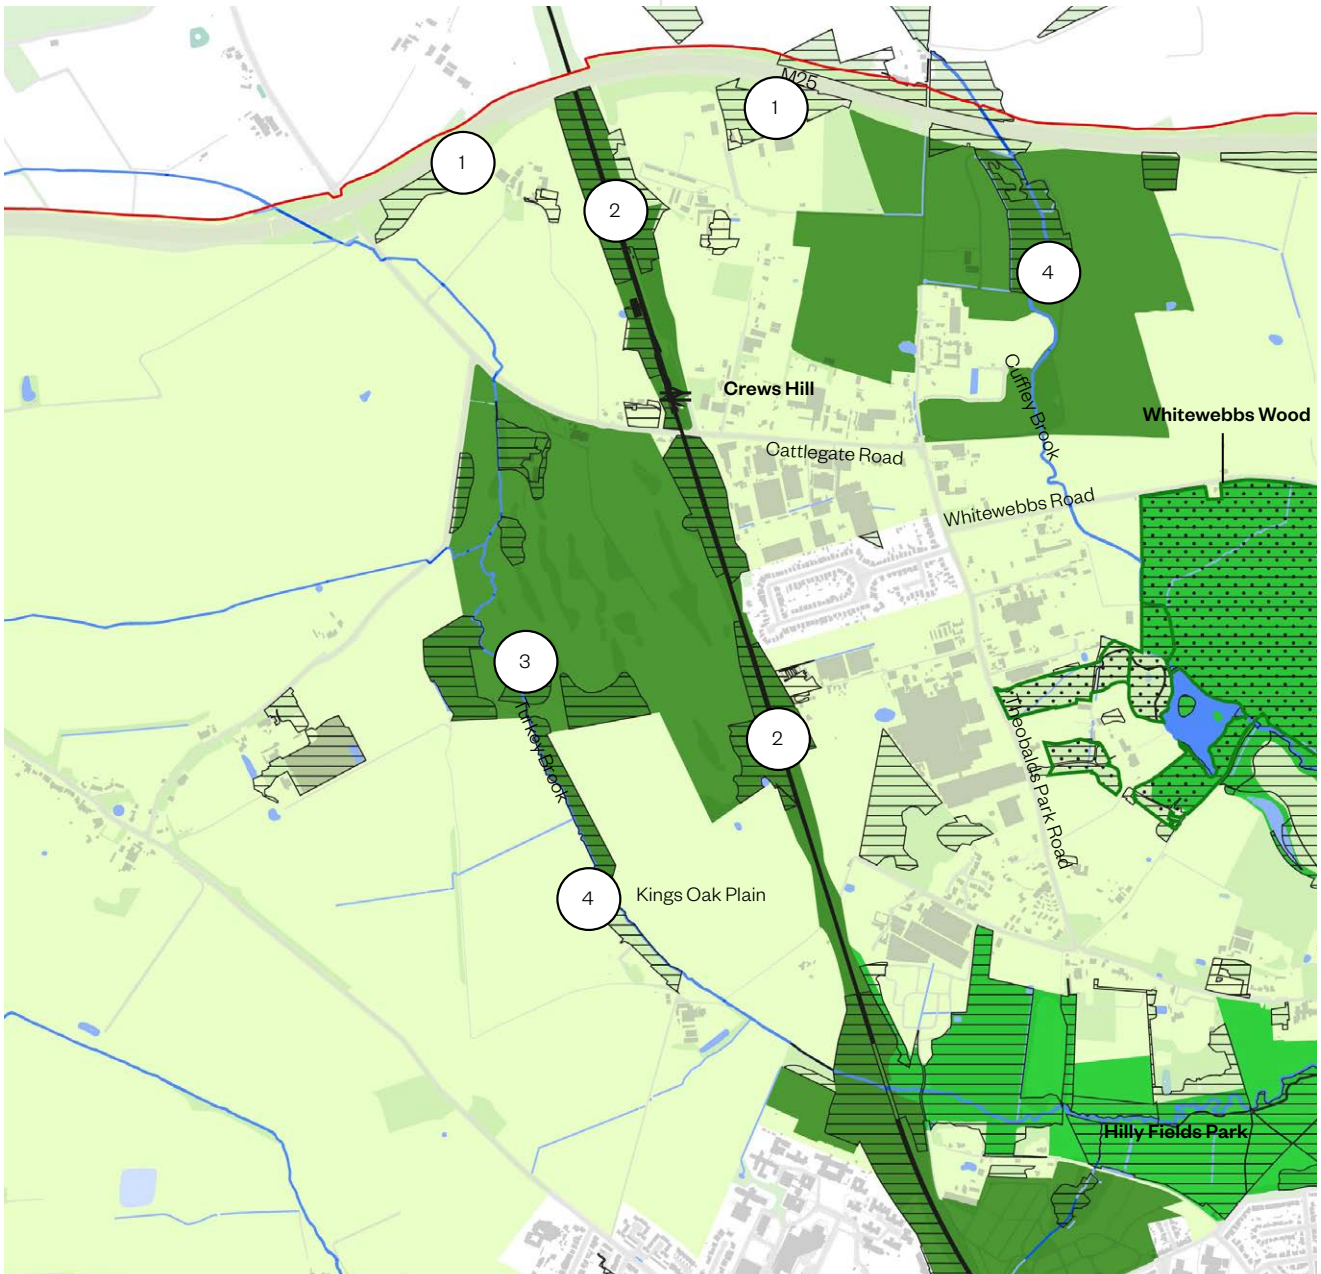 M25
1
1
2
4
Crews Hill
Cuffley Brook
Whitewebbs Wood
Cattlegate Road
Whitewebbs Road
3
Turkey Brook
2
Theobalds Park Road
4
Kings Oak Plain
Hilly Fields Park